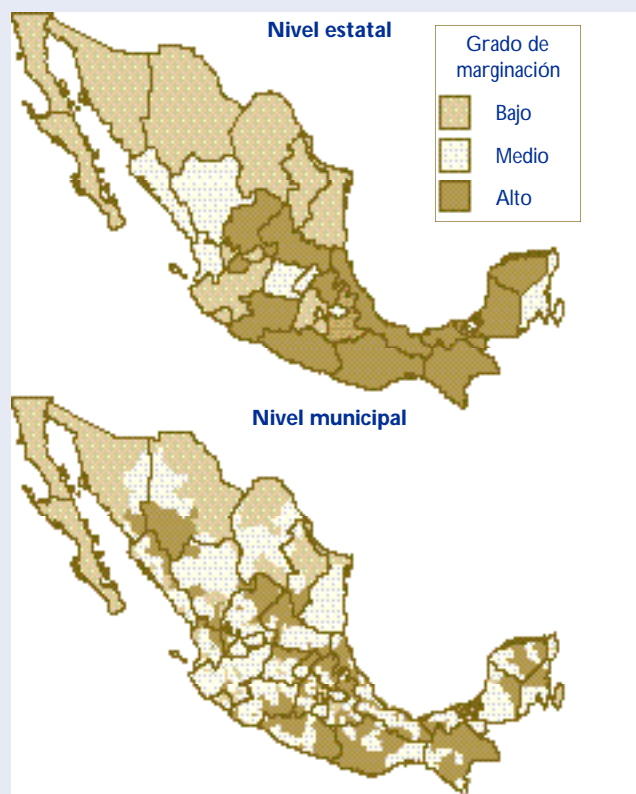 Nivel estatal
Grado de
marginación
Bajo
Medio
Alto
Nivel municipal